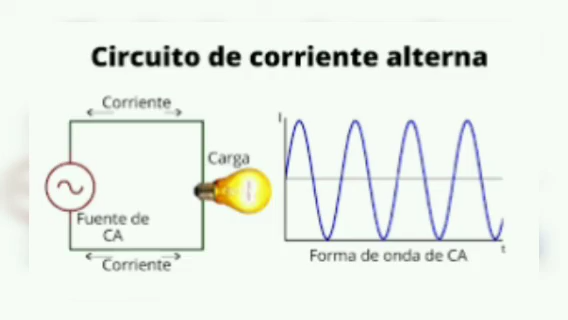 Circuito de corriente alterna
Corriente
Carga
Fuente de
CA
Corriente
I
Forma de onda de CA
t